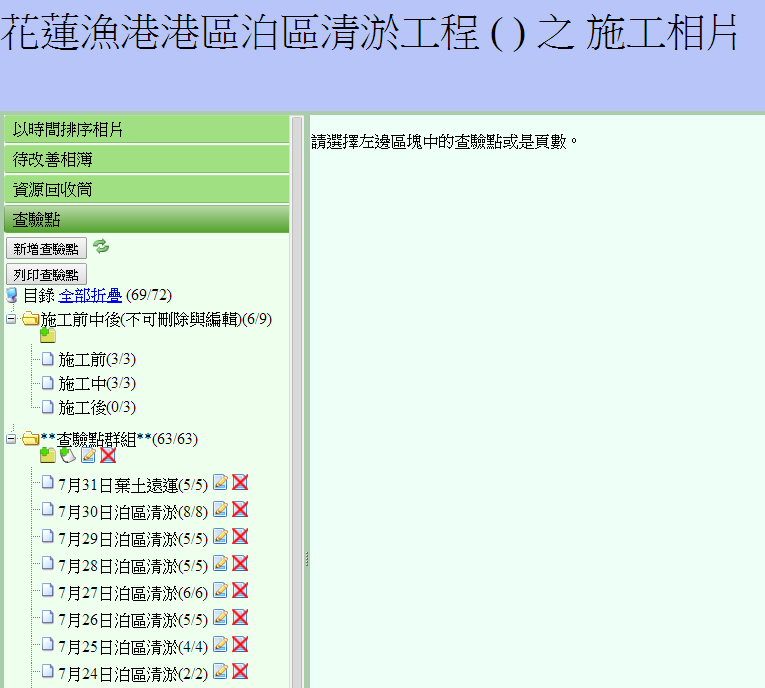 花蓮漁港港區泊區清淤工程 ( ) 之 施工相片
以時間排序相片
待改善相簿
資源回收筒
查驗點
新增查驗點
列印查驗點
目錄 全部折疊 (69/72)
施工前中後(不可刪除與編輯)(6/9)
施工前(3/3)
施工中(3/3)
施工後(0/3)
**查驗點群組**(63/63)
7月31日棄土遠運(5/5)
7月30日泊區清淤(8/8)
7月29日泊區清淤(5/5)
7月28日泊區清淤(5/5)
7月27日泊區清淤(6/6)
7月26日泊區清淤(5/5)
7月25日泊區清淤(4/4)
7月24日泊區清淤(2/2)
請選擇左邊區塊中的查驗點或是頁數。